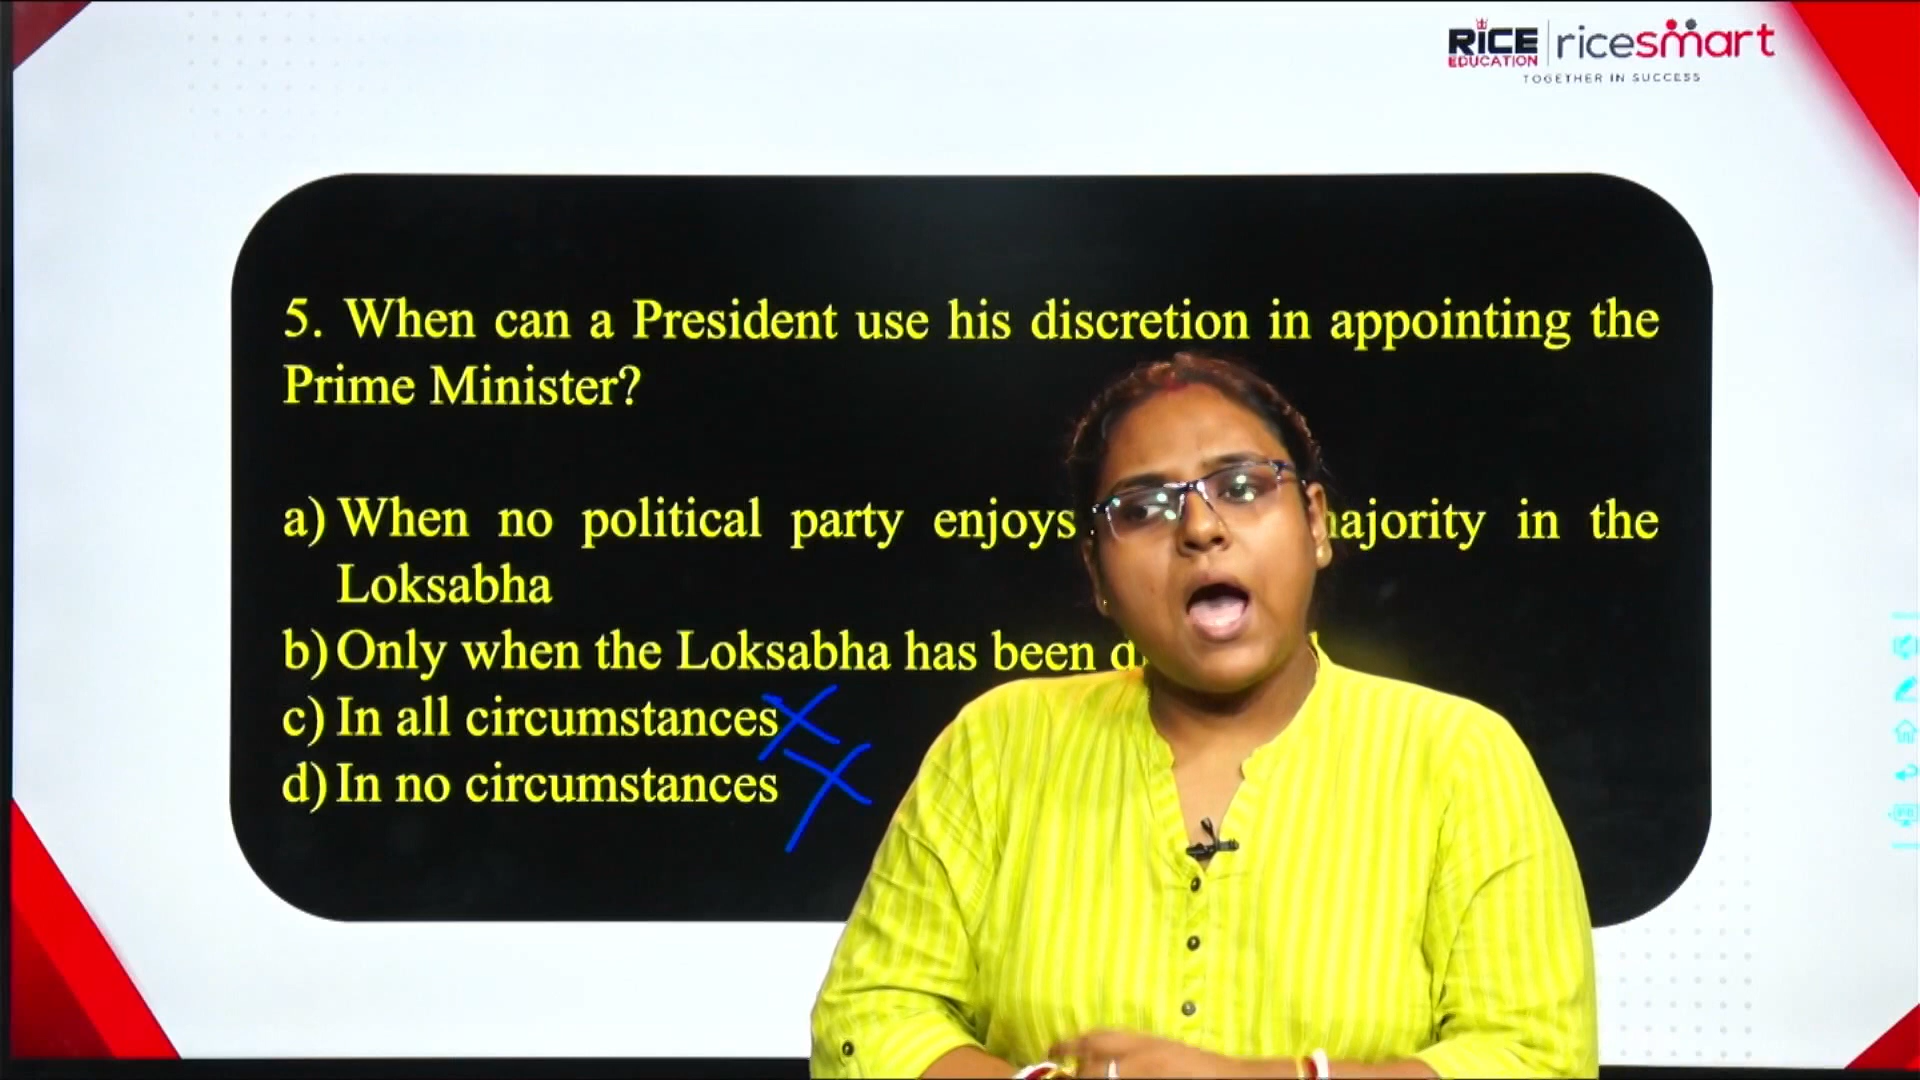 RICE EDUCATION ricesmart
TOGETHER IN SUCCESS
5. When can a President use his discretion in appointing the
Prime Minister?
a) When no political party enjoys in the
Loksabha
b) Only when the Loksabha has been
c) In all circumstances
d) In no circumstances